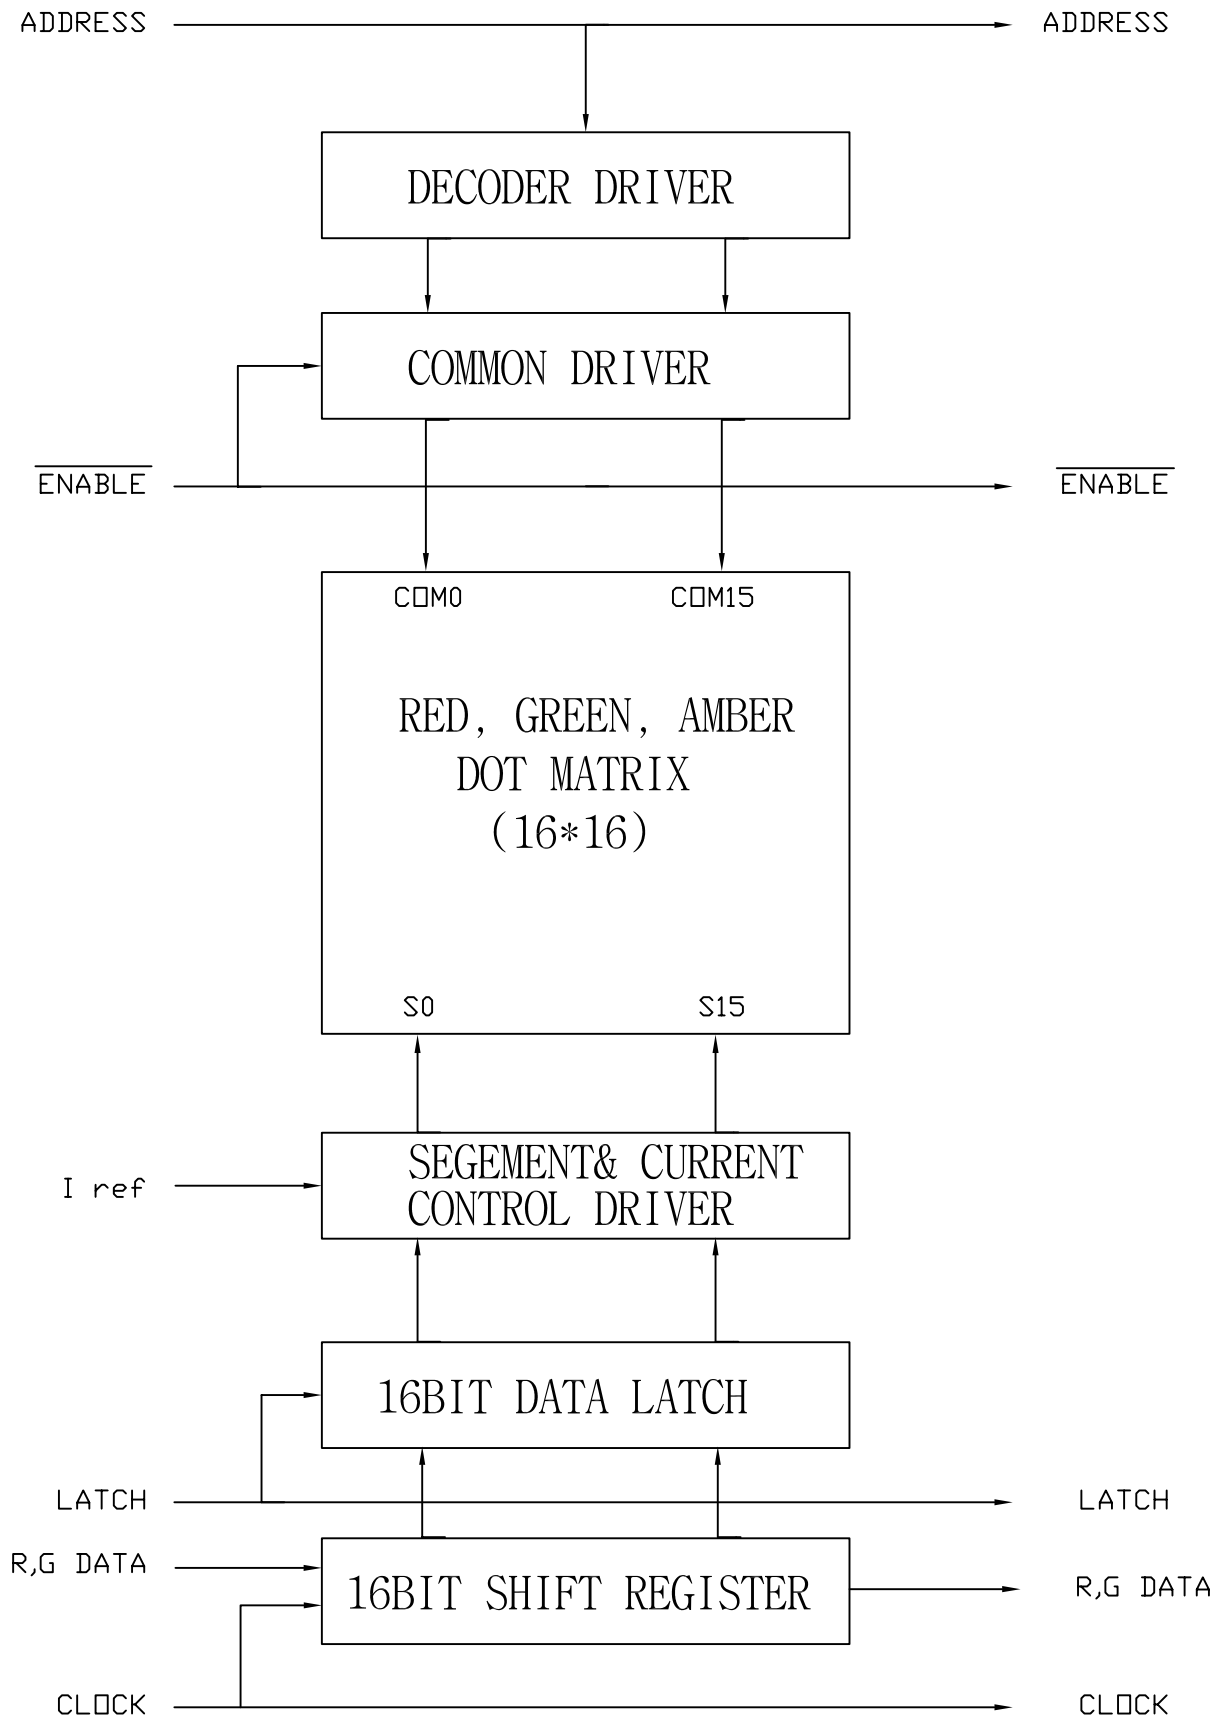 ADDRESS
ADDRESS
DECODER DRIVER
COMMON DRIVER
ENABLE
ENABLE
COM0
COM15
RED, GREEN, AMBER
DOT MATRIX
(16*16)
S0
S15
I ref
SEGEMENT& CURRENT
CONTROL DRIVER
16BIT DATA LATCH
LATCH
LATCH
R,G DATA
R,G DATA
16BIT SHIFT REGISTER
CLOCK
CLOCK